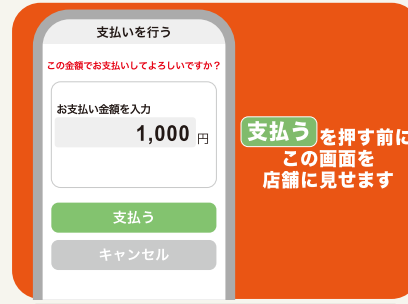 支払いを行う
この金額でお支払いしてよろしいですか？
お支払い金額を入力
1,000 円
支払う
キャンセル
支払う を押す前に
この画面を
店舗に見せます